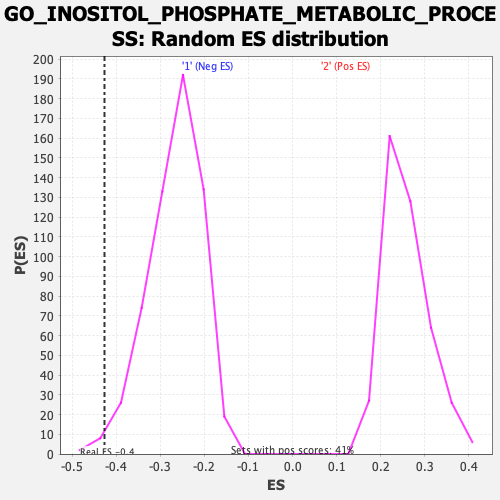 GO_INOSITOL_PHOSPHATE_METABOLIC_PROCE
SS: Random ES distribution
'1' (Neg ES) '2' (Pos ES)
200
190
180
170
160
150
140
130
120
110
100
90
80
70
60
50
40
30
20
10
0
P(ES)
Real ES -0.4
Sets with pos scores: 41%
-0.5 -0.4 -0.3 -0.2 -0.1 0.0 0.1 0.2 0.3 0.4
ES